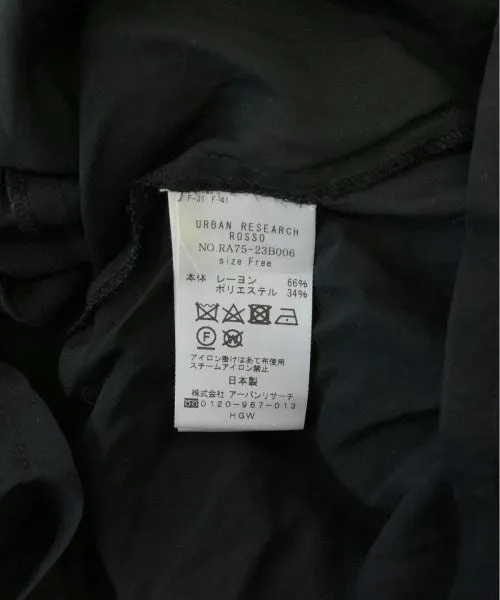 F-31 F-41
URBAN RESEARCH
ROSSO
NO.RA75-23B006
size Free
本体 レーヨン 66%
ポリエステル 34%
F W
アイロン掛けはあて布使用
スチームアイロン禁止
日本製
株式会社 アーバンリサーチ
0120-967-013
HGW